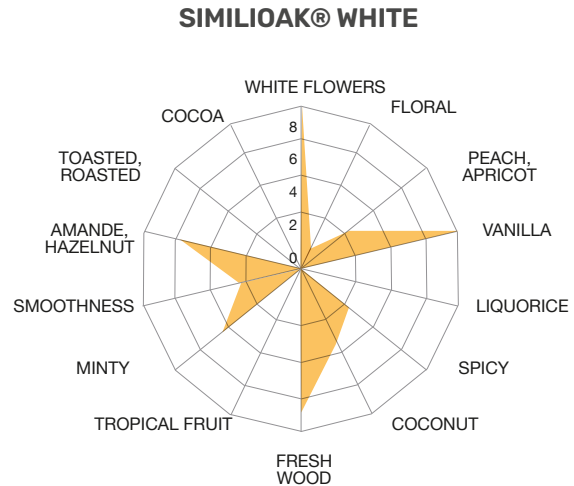 SIMILIOAK® WHITE
WHITE FLOWERS
FLORAL
PEACH,
APRICOT
VANILLA
LIQUORICE
SPICY
COCONUT
FRESH
WOOD
TROPICAL FRUIT
MINTY
SMOOTHNESS
AMANDE,
HAZELNUT
TOASTED,
ROASTED
COCOA
8
6
4
2
0